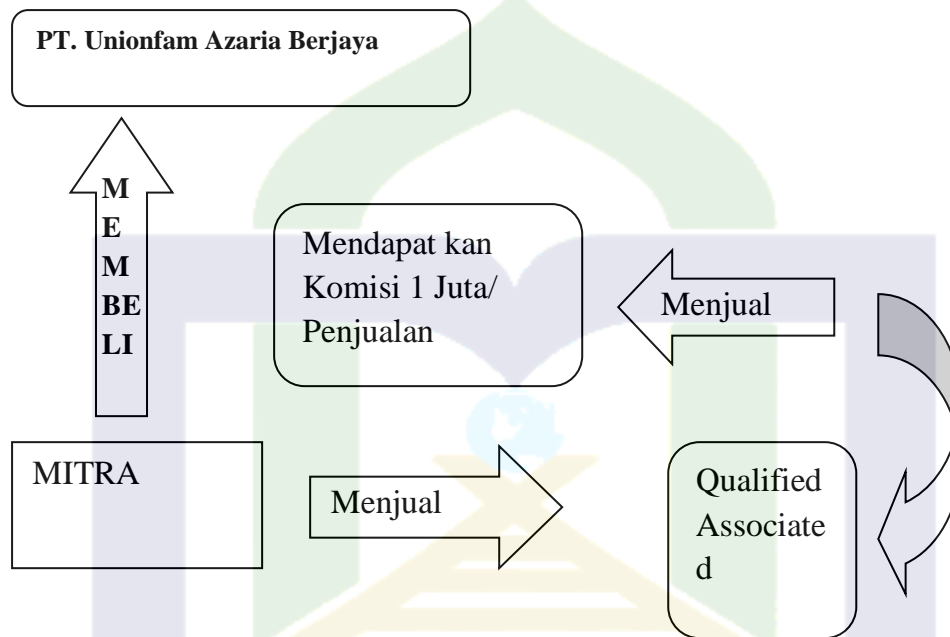 PT. Unionfam Azaria Berjaya
M
E
M
BE
LI
Mendapat kan
Komisi 1 Juta/
Penjualan
Menjual
MITRA
Menjual
Qualified
Associate
d